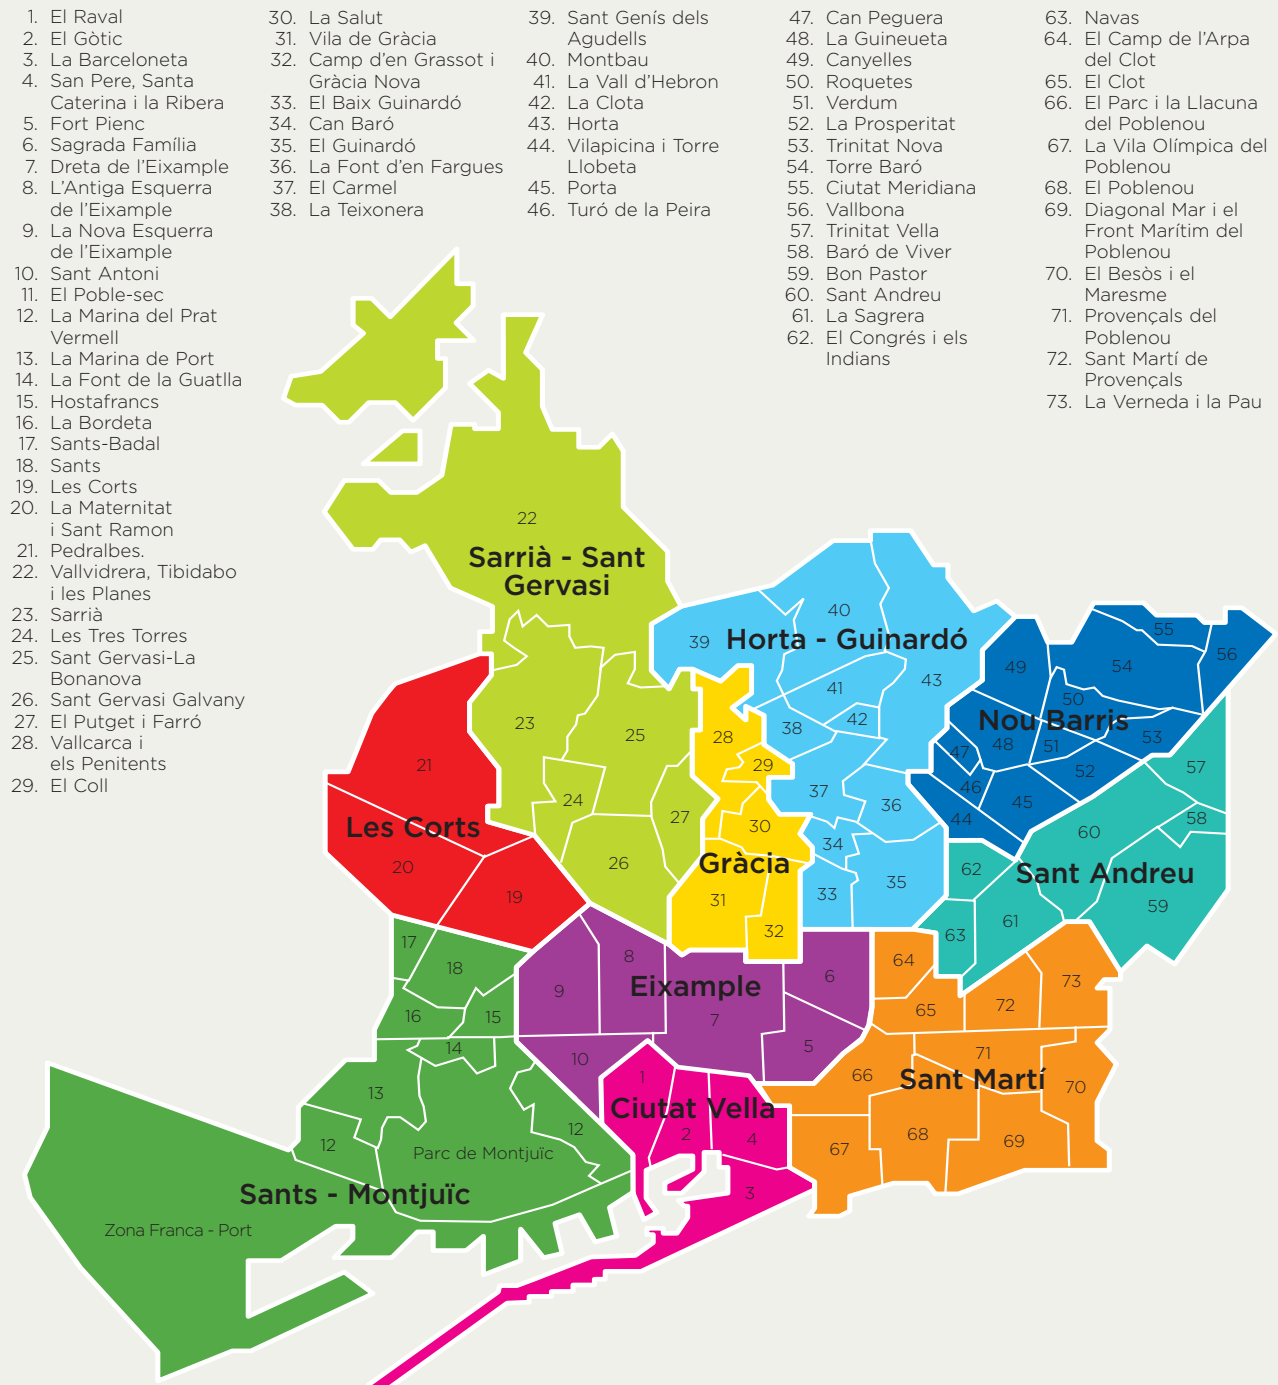 1. El Raval
2. El Gòtic
3. La Barceloneta
4. San Pere, Santa
Caterina i la Ribera
5. Fort Pienc
6. Sagrada Família
7. Dreta de l'Eixample
8. L'Antiga Esquerra
de l'Eixample
9. La Nova Esquerra
de l'Eixample
10. Sant Antoni
11. El Poble-sec
12. La Marina del Prat
Vermell
13. La Marina de Port
14. La Font de la Guatlla
15. Hostafrancs
16. La Bordeta
17. Sants-Badal
18. Sants
19. Les Corts
20. La Maternitat
i Sant Ramon
21. Pedralbes.
22. Vallvidrera, Tibidabo
i les Planes
23. Sarrià
24. Les Tres Torres
25. Sant Gervasi-La
Bonanova
26. Sant Gervasi Galvany
27. El Putget i Farró
28. Vallcarca i
els Penitents
29. El Coll
30. La Salut
31. Vila de Gràcia
32. Camp d'en Grassot i
Gràcia Nova
33. El Baix Guinardó
34. Can Baró
35. El Guinardó
36. La Font d'en Fargues
37. El Carmel
38. La Teixonera
39. Sant Genís dels
Agudells
40. Montbau
41. La Vall d'Hebron
42. La Clota
43. Horta
44. Vilapicina i Torre
Llobeta
45. Porta
46. Turó de la Peira
47. Can Peguera
48. La Guineueta
49. Canyelles
50. Roquetes
51. Verdum
52. La Prosperitat
53. Trinitat Nova
54. Torre Baró
55. Ciutat Meridiana
56. Vallbona
57. Trinitat Vella
58. Baró de Viver
59. Bon Pastor
60. Sant Andreu
61. La Sagrera
62. El Congrés i els
Indians
63. Navas
64. El Camp de l'Arpa
del Clot
65. El Clot
66. El Parc i la Llacuna
del Poblenou
67. La Vila Olímpica del
Poblenou
68. El Poblenou
69. Diagonal Mar i el
Front Marítim del
Poblenou
70. El Besòs i el
Maresme
71. Provençals del
Poblenou
72. Sant Martí de
Provençals
73. La Verneda i la Pau
22
Sarrià - Sant
Gervasi
23
25
24
27
26
39
40
Horta - Guinardó
41
43
42
38
37
36
34
35
33
55
56
54
49
50
Nou Barris
53
48
51
47
52
46
45
44
57
58
60
Sant Andreu
62
59
61
63
21
Les Corts
20
19
28
29
30
Gràcia
31
32
17
18
16
15
14
13
12
12
Parc de Montjuïc
Sants - Montjuïc
Zona Franca - Port
8
6
9
Eixample
7
5
10
1
Ciutat Vella
2
4
3
64
73
65
72
71
66
Sant Martí
70
68
69
67